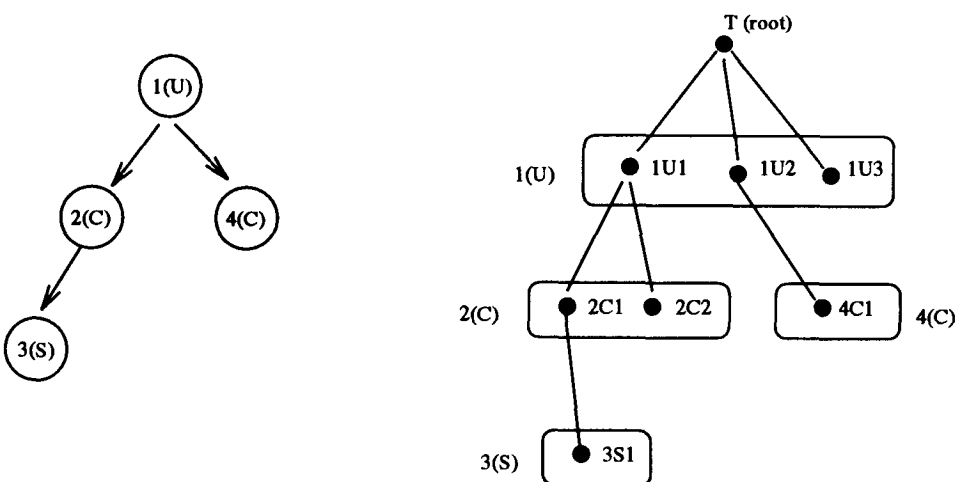 1(U)
2(C)
4(C)
3(S)
T (root)
1(U)
1U1
1U2
1U3
2(C)
2C1
2C2
4C1
4(C)
3(S)
3S1